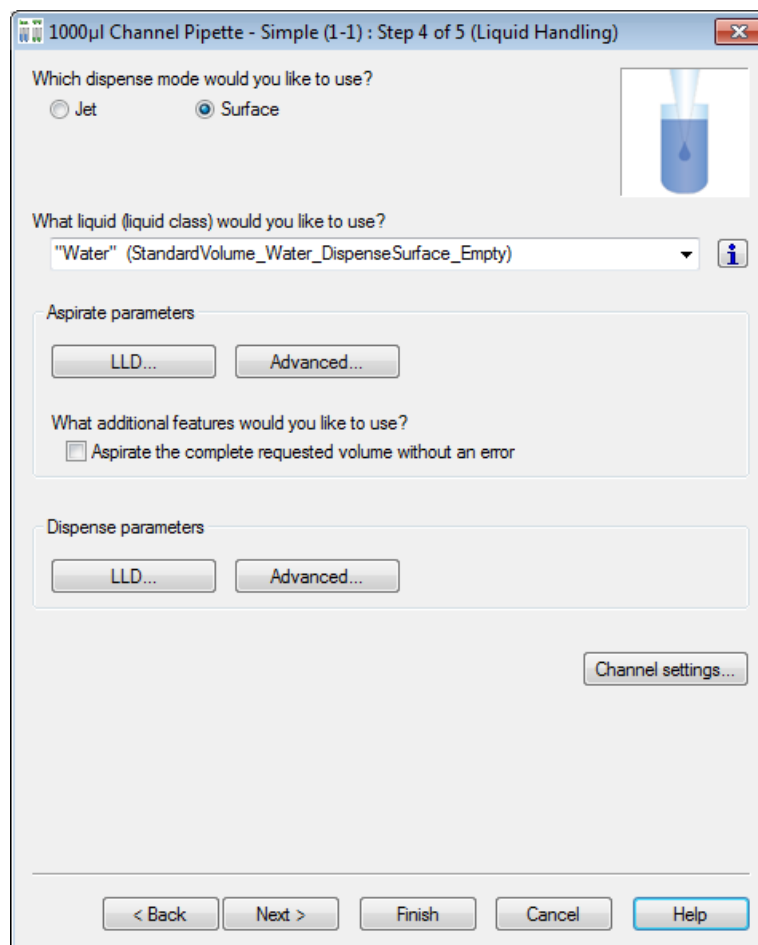 1000µl Channel Pipette - Simple (1-1) : Step 4 of 5 (Liquid Handling)
Which dispense mode would you like to use?
Jet Surface
What liquid (liquid class) would you like to use?
"Water" (StandardVolume_Water_DispenseSurface_Empty)
Aspirate parameters
LLD... Advanced...
What additional features would you like to use?
Aspirate the complete requested volume without an error
Dispense parameters
LLD... Advanced...
Channel settings...
< Back Next > Finish Cancel Help